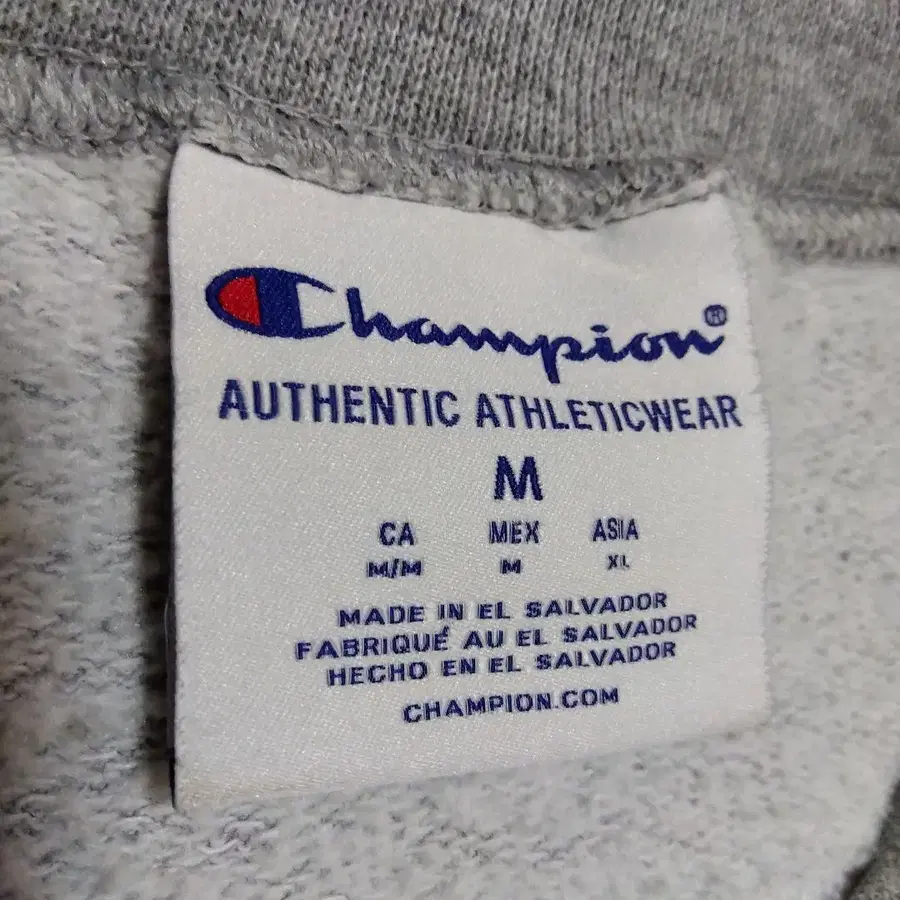 Champion®
AUTHENTIC ATHLETICWEAR
M
CA MEX ASIA
M/M M XL
MADE IN EL SALVADOR
FABRIQUÉ AU EL SALVADOR
HECHO EN EL SALVADOR
CHAMPION.COM